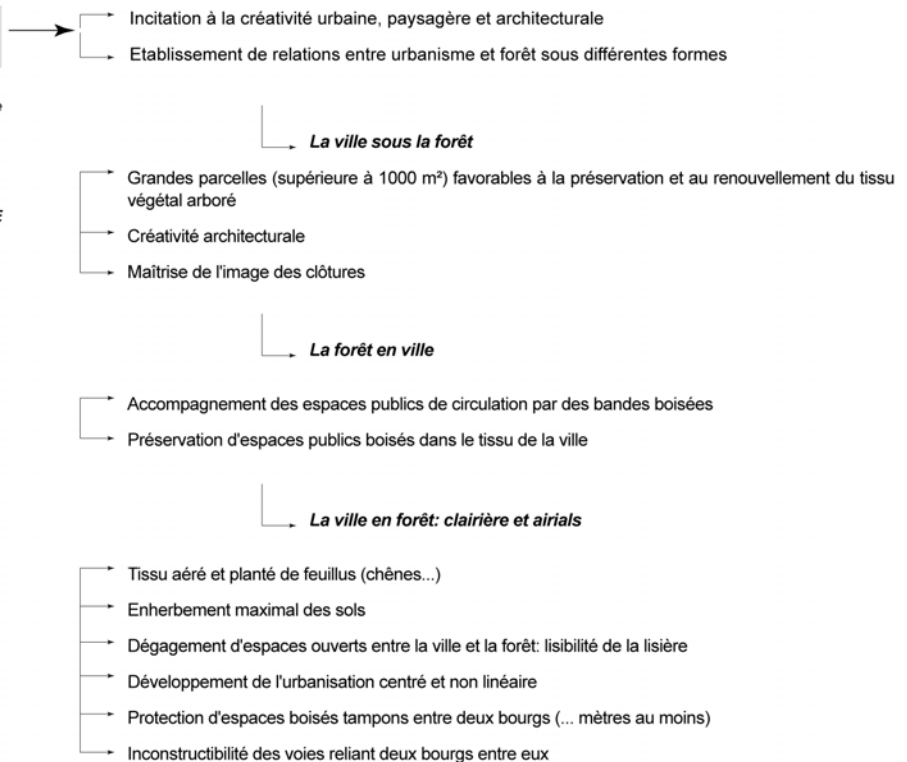 Incitation à la créativité urbaine, paysagère et architecturale
Etablissement de relations entre urbanisme et forêt sous différentes formes
La ville sous la forêt
Grandes parcelles (supérieure à 1000 m²) favorables à la préservation et au renouvellement du tissu
végétal arboré
Créativité architecturale
Maîtrise de l'image des clôtures
La forêt en ville
Accompagnement des espaces publics de circulation par des bandes boisées
Préservation d'espaces publics boisés dans le tissu de la ville
La ville en forêt: clairière et airials
Tissu aéré et planté de feuillus (chênes...)
Enherbement maximal des sols
Dégagement d'espaces ouverts entre la ville et la forêt: lisibilité de la lisière
Développement de l'urbanisation centré et non linéaire
Protection d'espaces boisés tampons entre deux bourgs (... mètres au moins)
Inconstructibilité des voies reliant deux bourgs entre eux